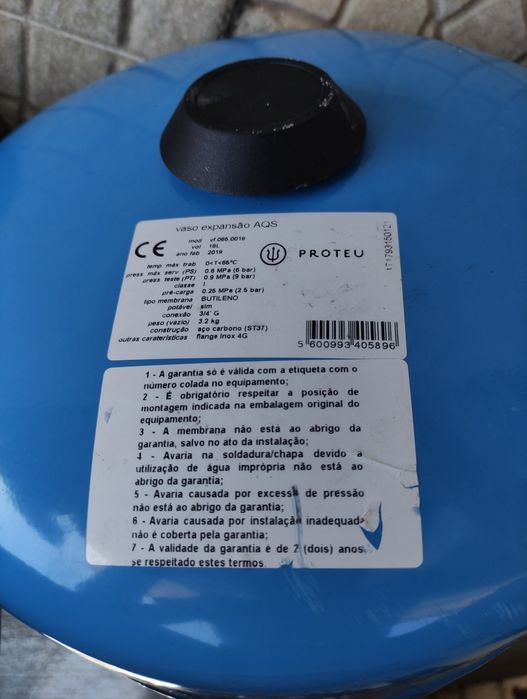 vaso expansão AQS
CE
mod vf.065.0018
vol 18L
ano fab 2019
PROTEU
temp máx trab 0<T<65ºC
press máx serv (PS) 0.6 MPa (6 bar)
press teste (PT) 0.9 MPa (9 bar)
classe I
pré-carga 0.25 MPa (2.5 bar)
tipo membrana BUTILENO
potável sim
conexão 3/4' G
peso (vazio) 3.2 kg
construção aço carbono (ST37)
outras caraterísticas flange inox 4G
5 600993 405896
1 - A garantia só é válida com a etiqueta com o
número colada no equipamento;
2 - É obrigatório respeitar a posição de
montagem indicada na embalagem original do
equipamento;
3 - A membrana não está ao abrigo da
garantia, salvo no ato da instalação;
4 - Avaria na soldadura/chapa devido a
utilização de água imprópria não está ao
abrigo da garantia;
5 - Avaria causada por excesso de pressão
não está ao abrigo da garantia;
6 - Avaria causada por instalação inadequada
não é coberta pela garantia;
7 - A validade da garantia é de 2 (dois) anos
se respeitado estes termos